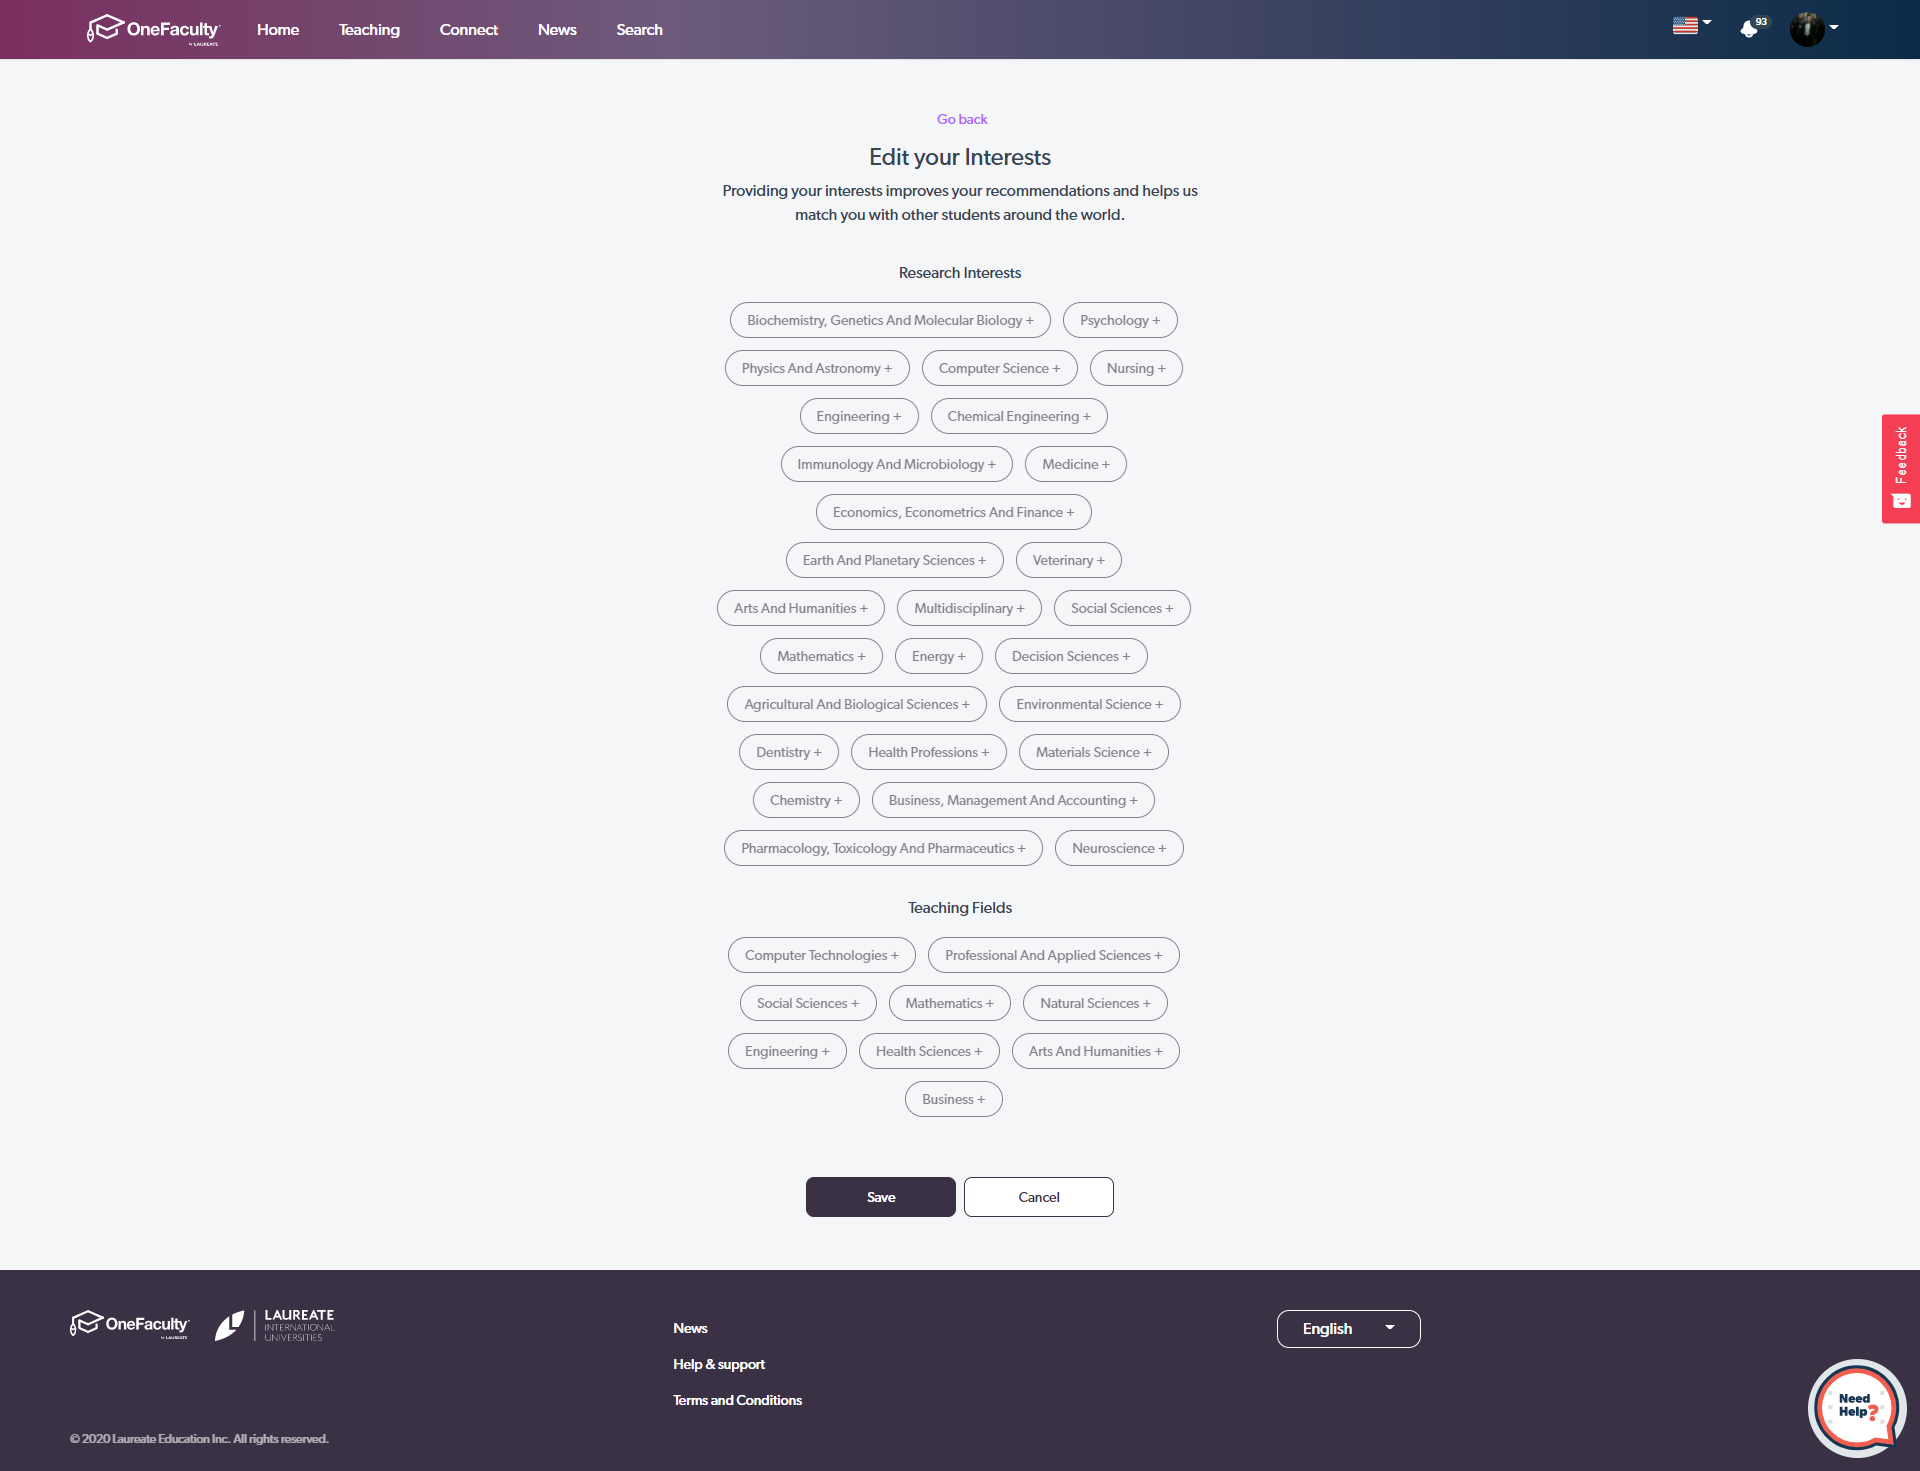 OneFaculty
by LAUREATE
Home
Teaching
Connect
News
Search
93
Go back
Edit your Interests
Providing your interests improves your recommendations and helps us
match you with other students around the world.
Research Interests
Biochemistry, Genetics And Molecular Biology +
Psychology +
Physics And Astronomy +
Computer Science +
Nursing +
Engineering +
Chemical Engineering +
Immunology And Microbiology +
Medicine +
Economics, Econometrics And Finance +
Earth And Planetary Sciences +
Veterinary +
Arts And Humanities +
Multidisciplinary +
Social Sciences +
Mathematics +
Energy +
Decision Sciences +
Agricultural And Biological Sciences +
Environmental Science +
Dentistry +
Health Professions +
Materials Science +
Chemistry +
Business, Management And Accounting +
Pharmacology, Toxicology And Pharmaceutics +
Neuroscience +
Teaching Fields
Computer Technologies +
Professional And Applied Sciences +
Social Sciences +
Mathematics +
Natural Sciences +
Engineering +
Health Sciences +
Arts And Humanities +
Business +
Save
Cancel
Feedback
OneFaculty
by LAUREATE
LAUREATE
INTERNATIONAL
UNIVERSITIES
News
Help & support
Terms and Conditions
English
Need
Help?
© 2020 Laureate Education Inc. All rights reserved.